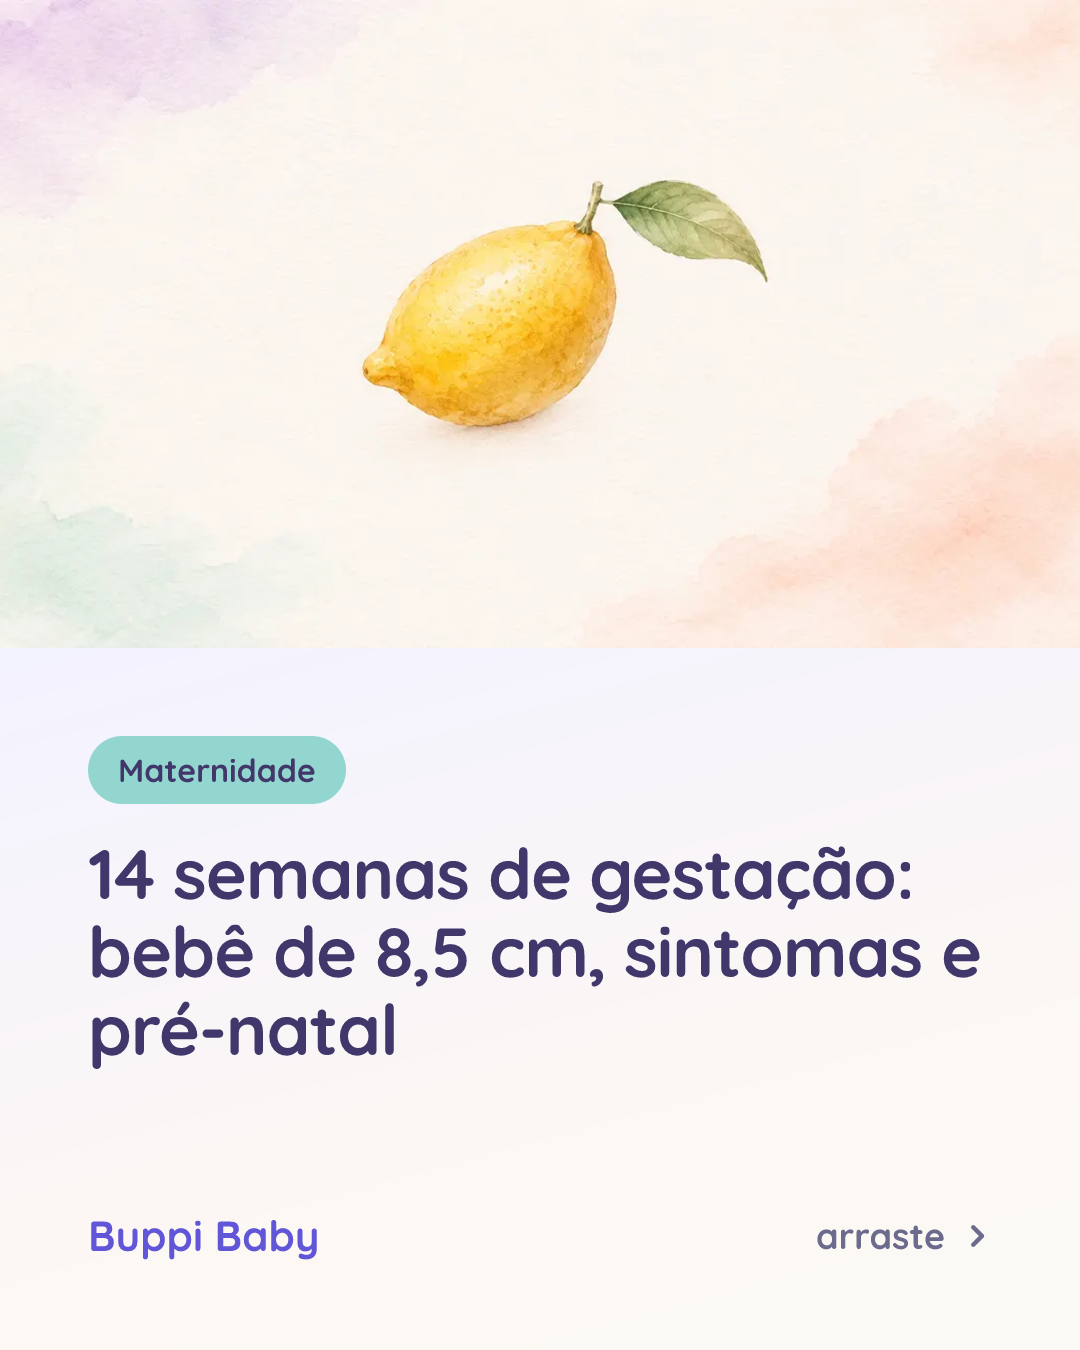 Maternidade
14 semanas de gestação:
bebê de 8,5 cm, sintomas e
pré-natal
Buppi Baby
arraste